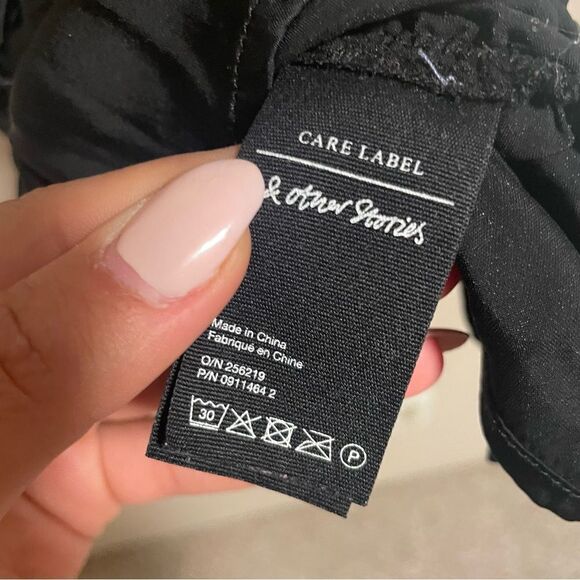 CARE LABEL
& other Stories
Made in China
Fabriqué en Chine
O/N 256219
P/N 0911464 2
30
P